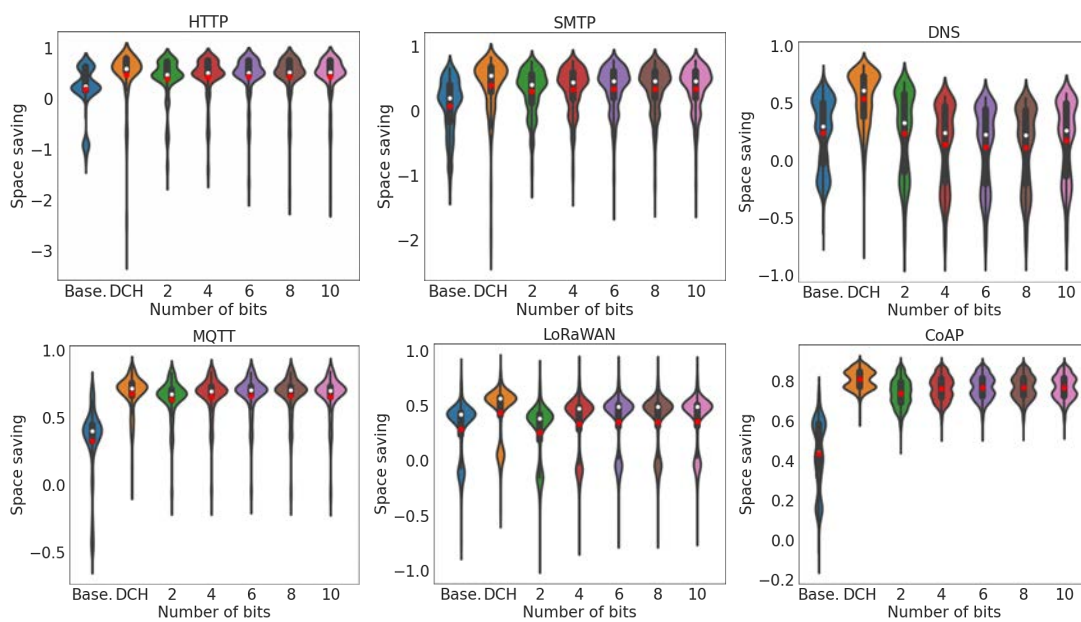 HTTP
Space saving
1
0
−1
−2
−3
Base. DCH 2 4 6 8 10
Number of bits
SMTP
Space saving
1
0
−1
−2
Base. DCH 2 4 6 8 10
Number of bits
DNS
Space saving
1.0
0.5
0.0
−0.5
−1.0
Base. DCH 2 4 6 8 10
Number of bits
MQTT
Space saving
1.0
0.5
0.0
−0.5
Base. DCH 2 4 6 8 10
Number of bits
LoRaWAN
Space saving
1.0
0.5
0.0
−0.5
−1.0
Base. DCH 2 4 6 8 10
Number of bits
CoAP
Space saving
0.8
0.6
0.4
0.2
0.0
−0.2
Base. DCH 2 4 6 8 10
Number of bits